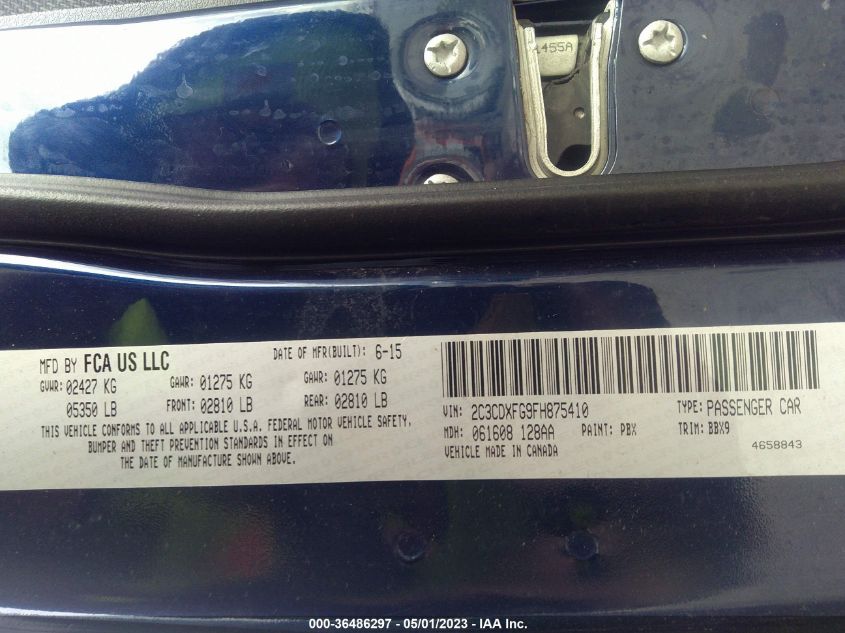 1455A
MFD BY FCA US LLC
DATE OF MFR(BUILT): 6-15
GVWR: 02427 KG
GAWR: 01275 KG
GAWR: 01275 KG
05350 LB
FRONT: 02810 LB
REAR: 02810 LB
THIS VEHICLE CONFORMS TO ALL APPLICABLE U.S.A. FEDERAL MOTOR VEHICLE SAFETY,
BUMPER AND THEFT PREVENTION STANDARDS IN EFFECT ON
THE DATE OF MANUFACTURE SHOWN ABOVE.
VIN: 2C3CDXFG9FH875410
TYPE: PASSENGER CAR
MDH: 061608 128AA
PAINT: PBX
TRIM: BBX9
VEHICLE MADE IN CANADA
4658843
000-36486297 - 05/01/2023 - IAA Inc.